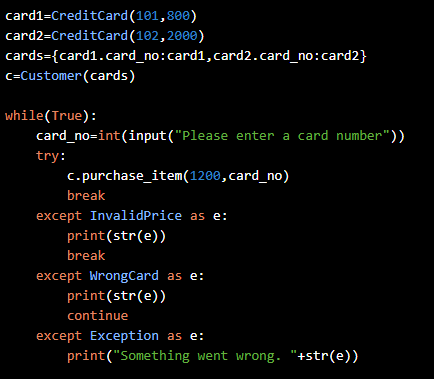 card1=CreditCard(101,800)
card2=CreditCard(102,2000)
cards={card1.card_no:card1,card2.card_no:card2}
c=Customer(cards)
while(True):
    card_no=int(input("Please enter a card number"))
    try:
        c.purchase_item(1200,card_no)
        break
    except InvalidPrice as e:
        print(str(e))
        break
    except WrongCard as e:
        print(str(e))
        continue
    except Exception as e:
        print("Something went wrong. "+str(e))